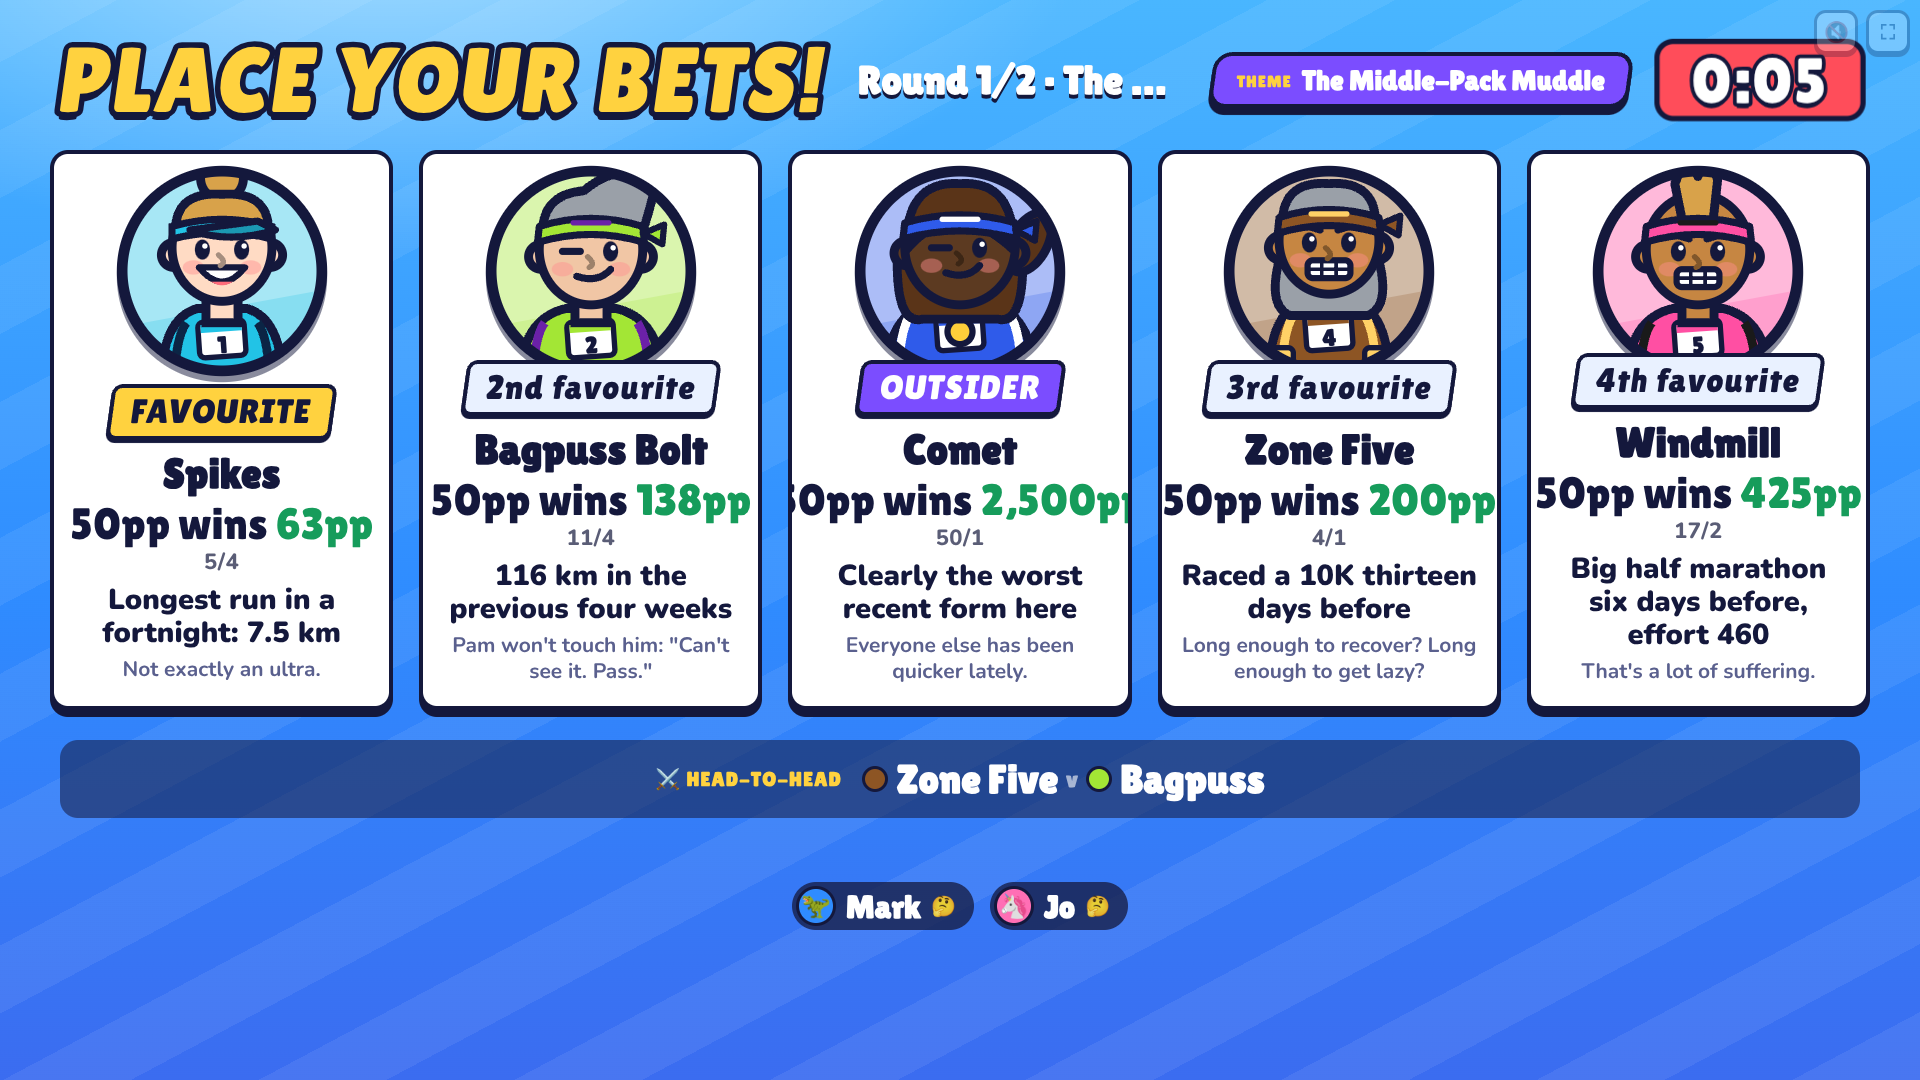 PLACE YOUR BETS!
Round 1/2 · The ...
THEME The Middle-Pack Muddle
0:05
1
FAVOURITE
Spikes
50pp wins 63pp
5/4
Longest run in a
fortnight: 7.5 km
Not exactly an ultra.
2
2nd favourite
Bagpuss Bolt
50pp wins 138pp
11/4
116 km in the
previous four weeks
Pam won't touch him: "Can't
see it. Pass."
OUTSIDER
Comet
50pp wins 2,500pp
50/1
Clearly the worst
recent form here
Everyone else has been
quicker lately.
4
3rd favourite
Zone Five
50pp wins 200pp
4/1
Raced a 10K thirteen
days before
Long enough to recover? Long
enough to get lazy?
5
4th favourite
Windmill
50pp wins 425pp
17/2
Big half marathon
six days before,
effort 460
That's a lot of suffering.
HEAD-TO-HEAD Zone Five v Bagpuss
Mark
Jo